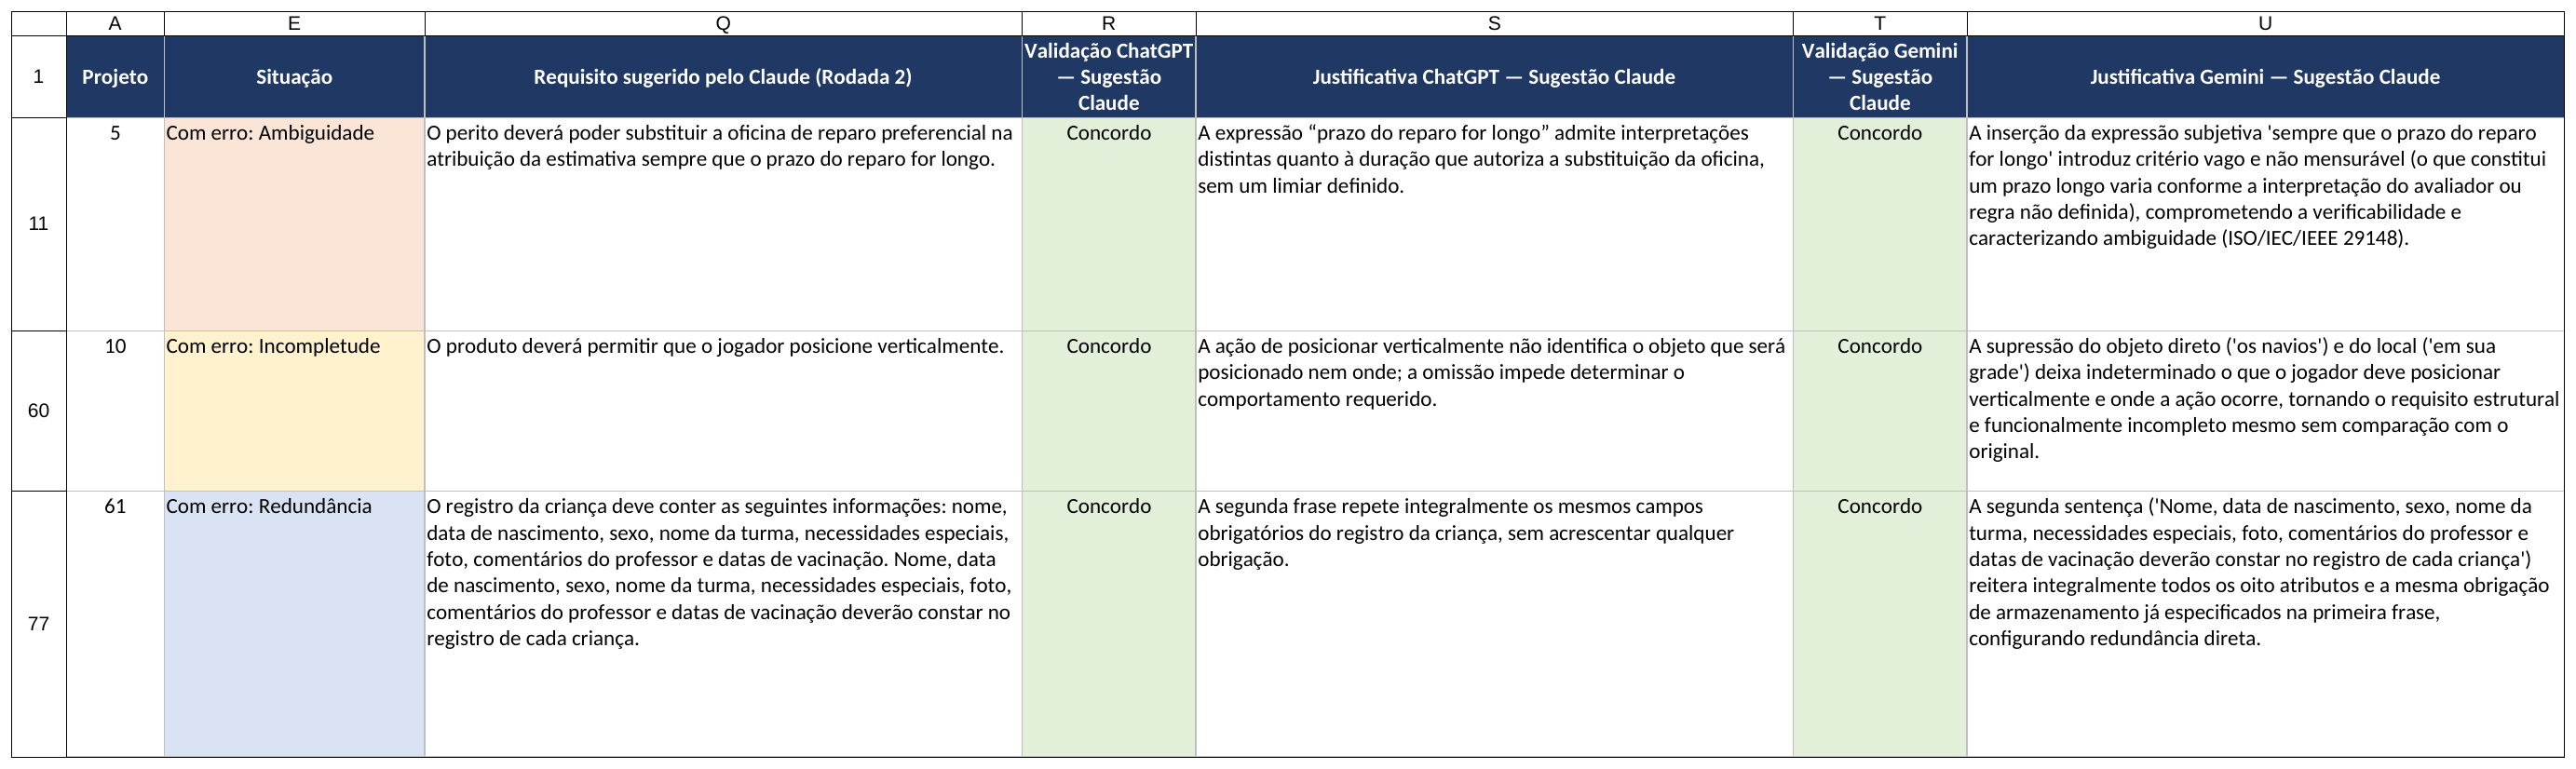 A E Q R S T U
1 Projeto Situação Requisito sugerido pelo Claude (Rodada 2) Validação ChatGPT — Sugestão Claude Justificativa ChatGPT — Sugestão Claude Validação Gemini — Sugestão Claude Justificativa Gemini — Sugestão Claude
11
5
Com erro: Ambiguidade
O perito deverá poder substituir a oficina de reparo preferencial na
atribuição da estimativa sempre que o prazo do reparo for longo.
Concordo
A expressão “prazo do reparo for longo” admite interpretações
distintas quanto à duração que autoriza a substituição da oficina,
sem um limiar definido.
Concordo
A inserção da expressão subjetiva 'sempre que o prazo do reparo
for longo' introduz critério vago e não mensurável (o que constitui
um prazo longo varia conforme a interpretação do avaliador ou
regra não definida), comprometendo a verificabilidade e
caracterizando ambiguidade (ISO/IEC/IEEE 29148).
60
10
Com erro: Incompletude
O produto deverá permitir que o jogador posicione verticalmente.
Concordo
A ação de posicionar verticalmente não identifica o objeto que será
posicionado nem onde; a omissão impede determinar o
comportamento requerido.
Concordo
A supressão do objeto direto ('os navios') e do local ('em sua
grade') deixa indeterminado o que o jogador deve posicionar
verticalmente e onde a ação ocorre, tornando o requisito estrutural
e funcionalmente incompleto mesmo sem comparação com o
original.
77
61
Com erro: Redundância
O registro da criança deve conter as seguintes informações: nome,
data de nascimento, sexo, nome da turma, necessidades especiais,
foto, comentários do professor e datas de vacinação. Nome, data
de nascimento, sexo, nome da turma, necessidades especiais, foto,
comentários do professor e datas de vacinação deverão constar no
registro de cada criança.
Concordo
A segunda frase repete integralmente os mesmos campos
obrigatórios do registro da criança, sem acrescentar qualquer
obrigação.
Concordo
A segunda sentença ('Nome, data de nascimento, sexo, nome da
turma, necessidades especiais, foto, comentários do professor e
datas de vacinação deverão constar no registro de cada criança')
reitera integralmente todos os oito atributos e a mesma obrigação
de armazenamento já especificados na primeira frase,
configurando redundância direta.